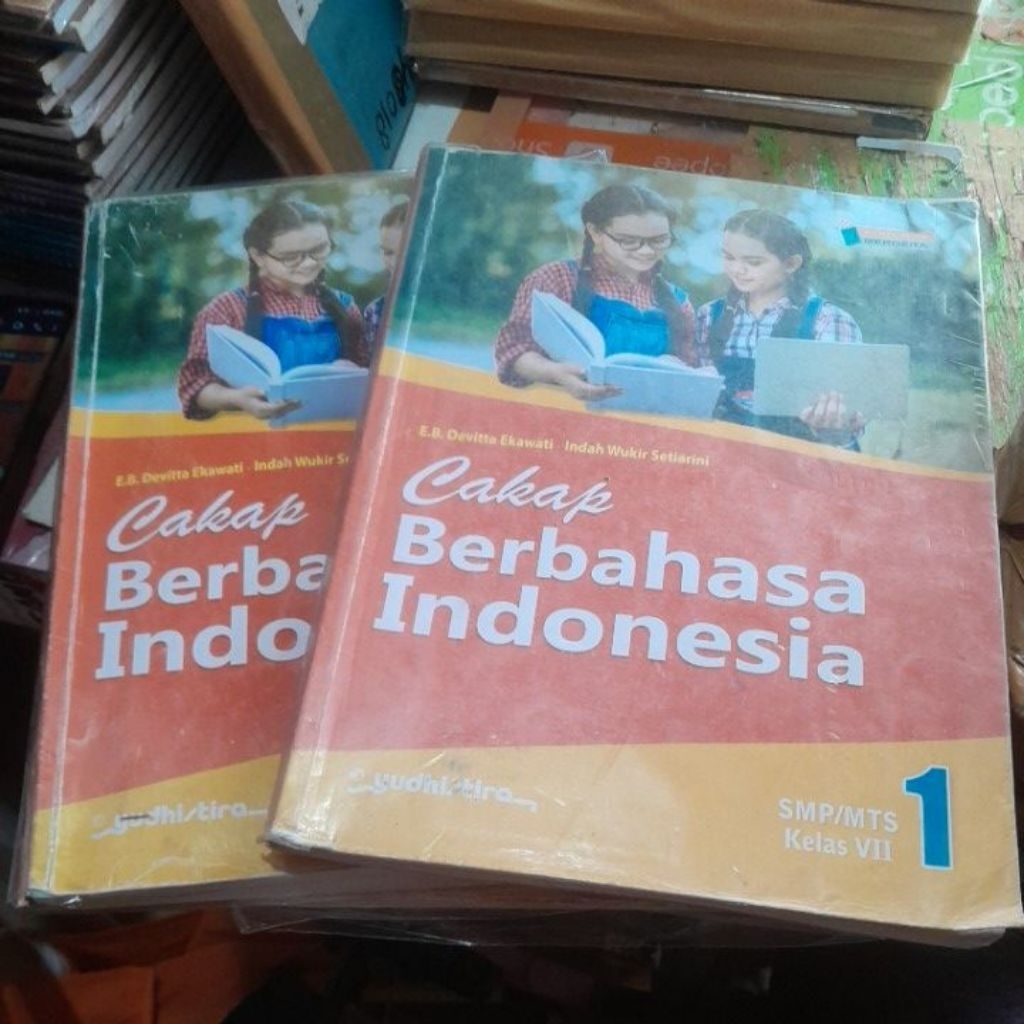 E.B. Devitta Ekawati · Indah Wukir Setiarini
Cakap
Berbahasa
Indonesia
yudhistira
SMP/MTS
Kelas VII
1
E.B. Devitta Ekawati · Indah Wukir
Cakap
Berba
Indo
yudhistira